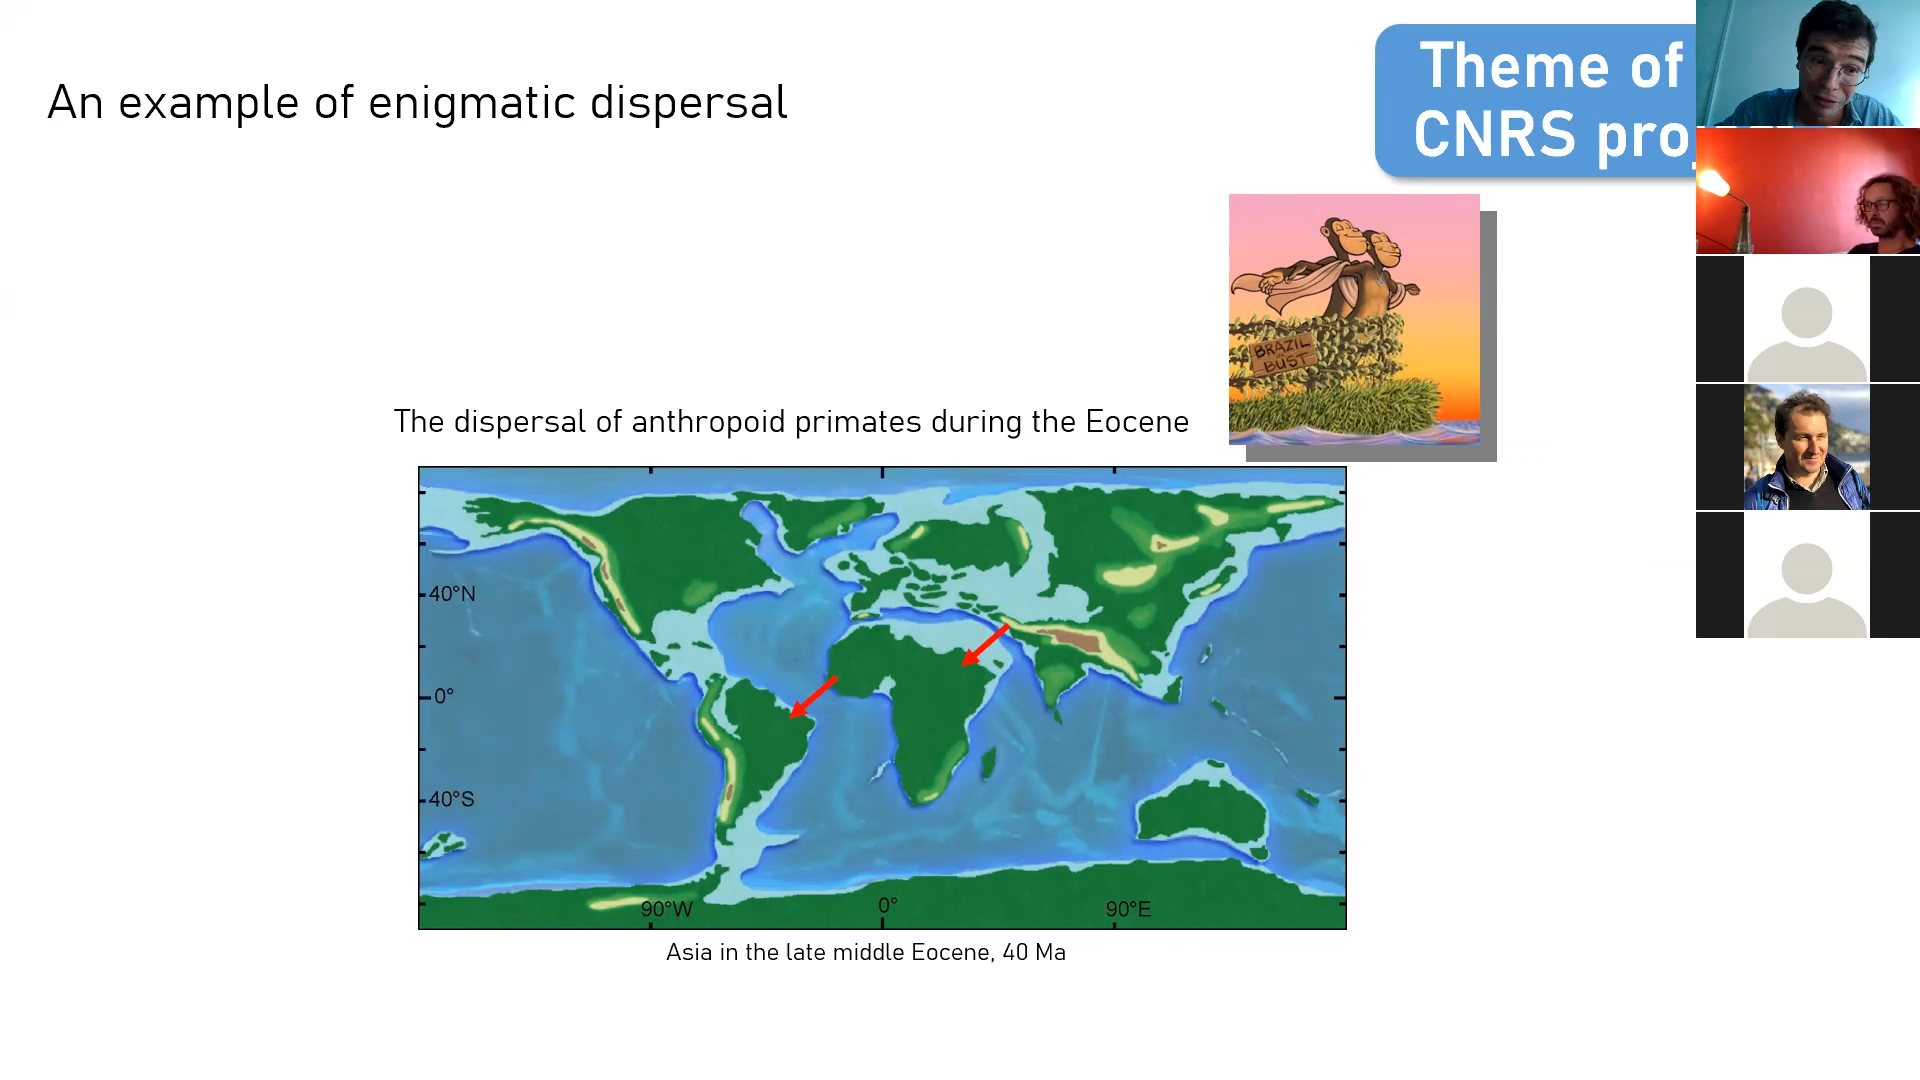 An example of enigmatic dispersal
Theme of
CNRS
BRAZIL
BUST
The dispersal of anthropoid primates during the Eocene
40°N
0°
40°S
90°W
0°
90°E
Asia in the late middle Eocene, 40 Ma